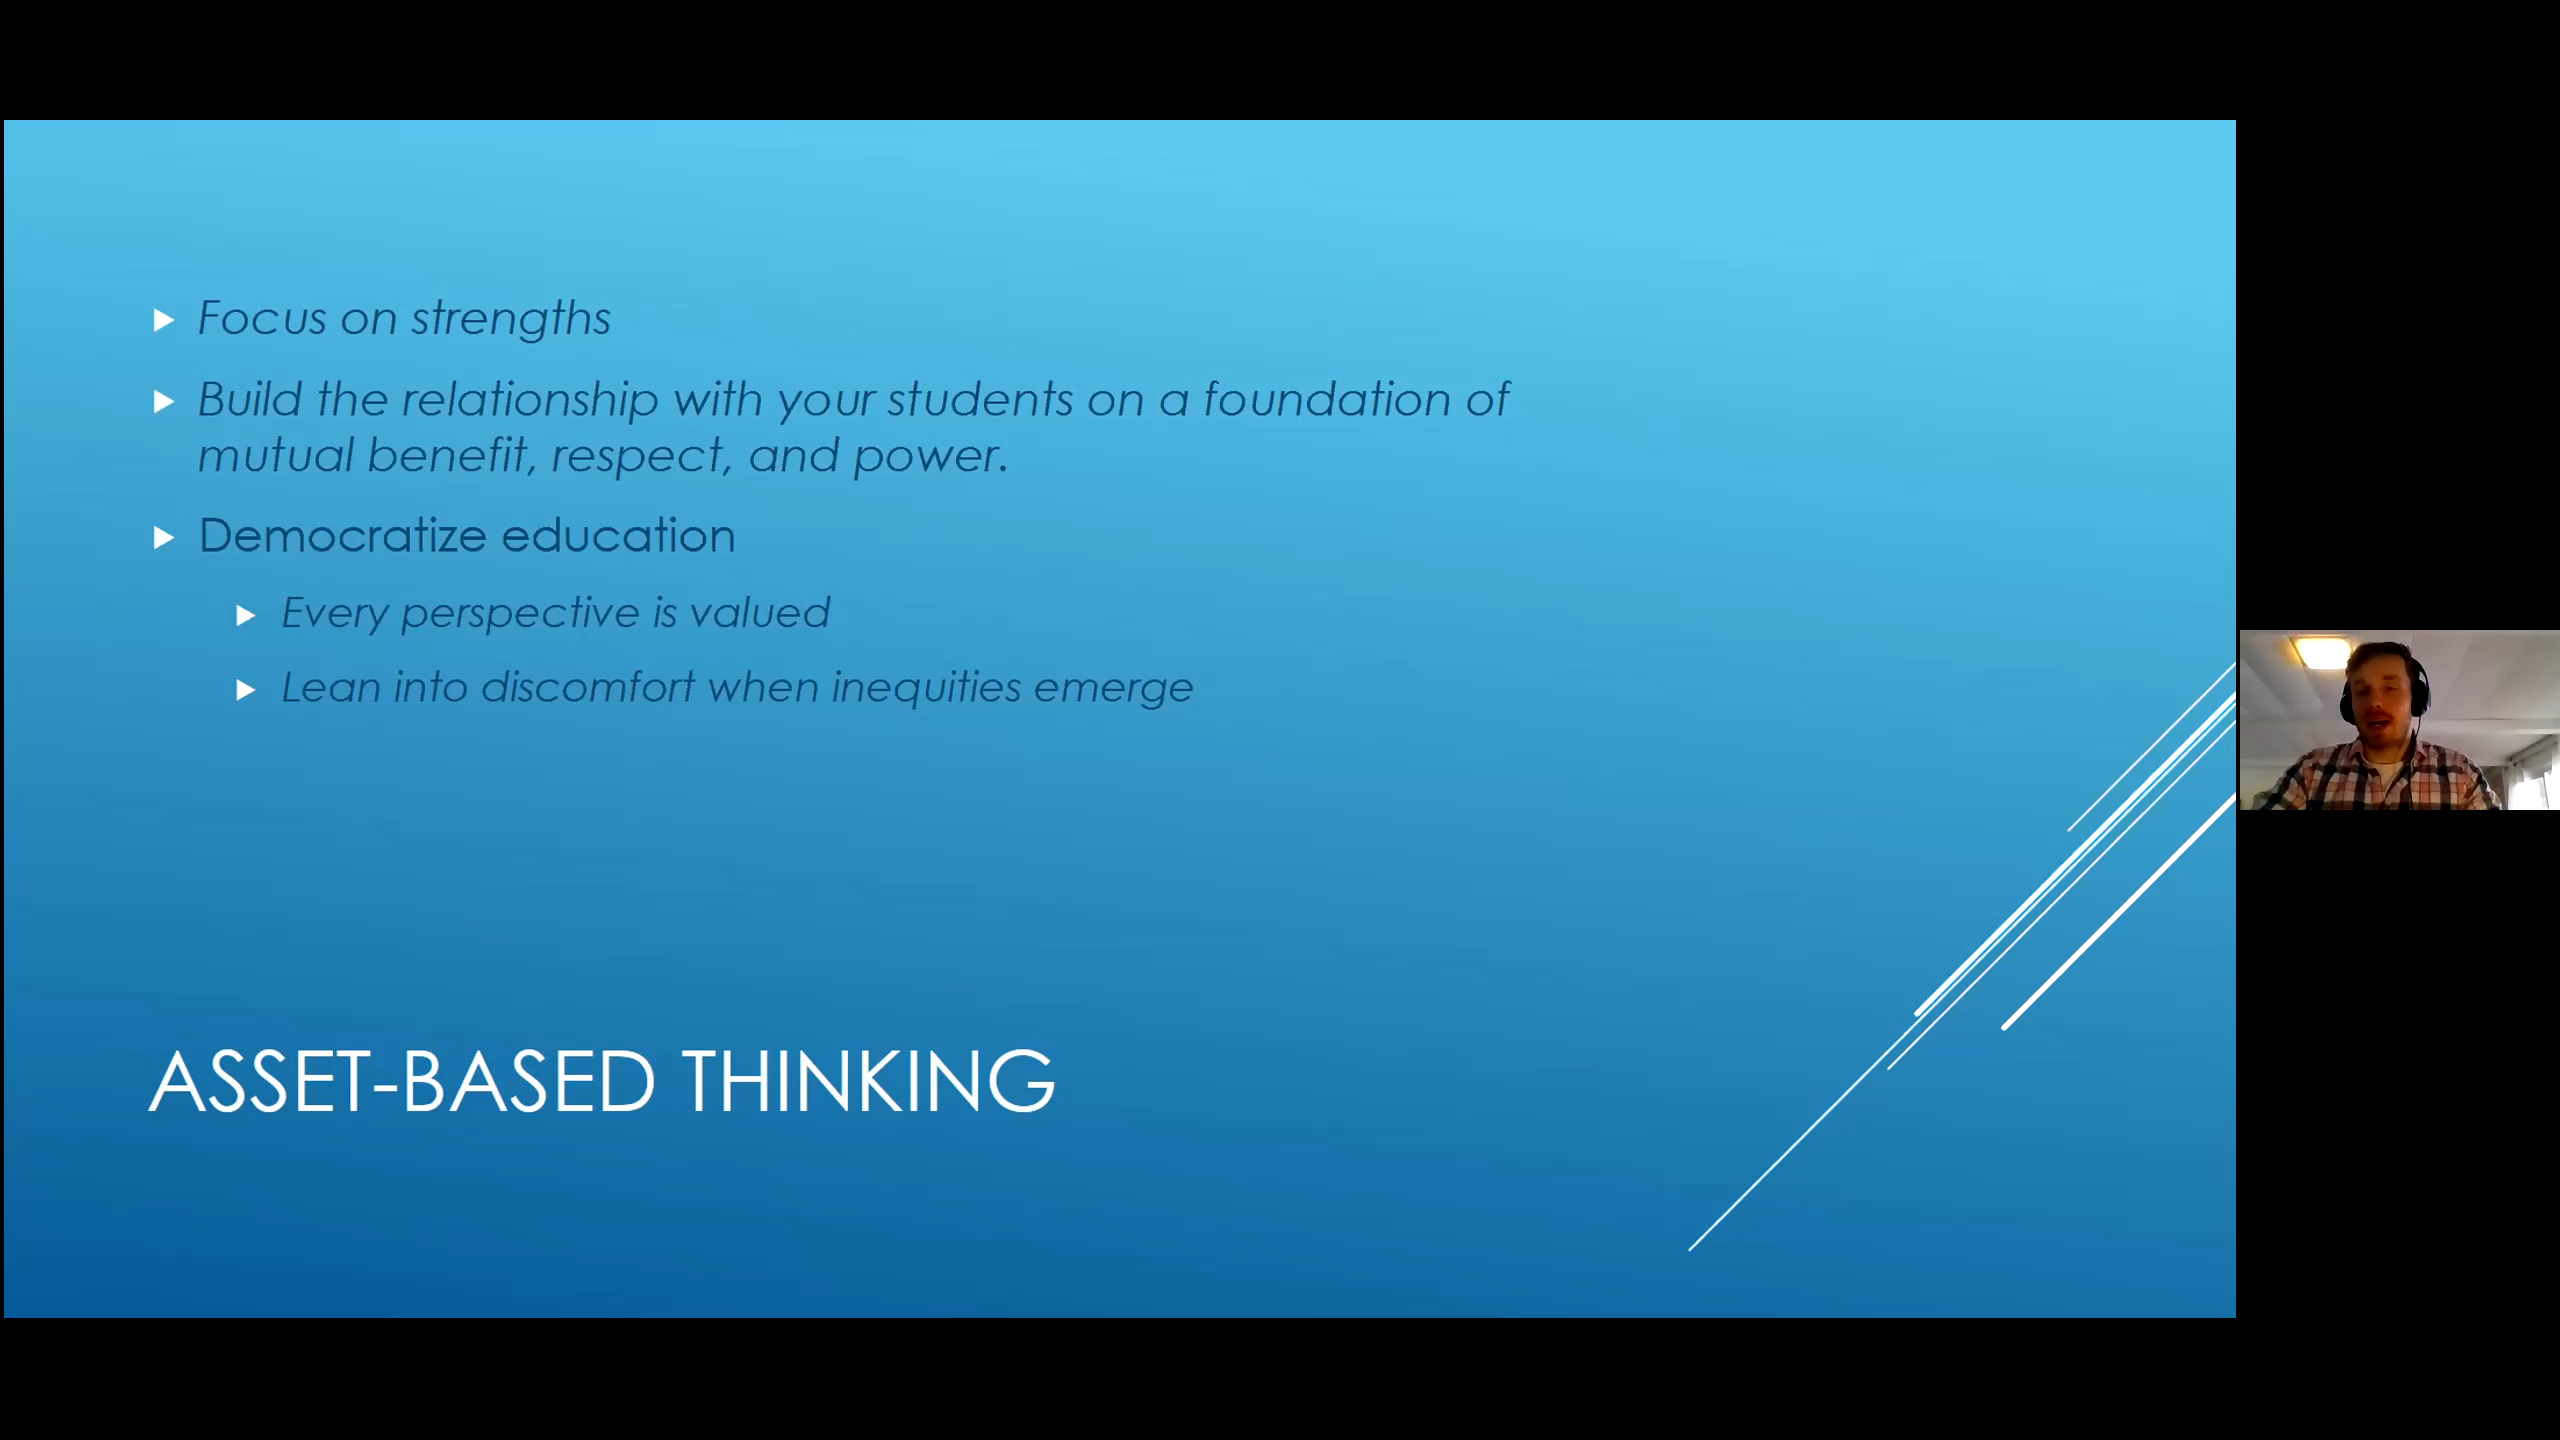 Focus on strengths
Build the relationship with your students on a foundation of
mutual benefit, respect, and power.
Democratize education
Every perspective is valued
Lean into discomfort when inequities emerge
ASSET-BASED THINKING